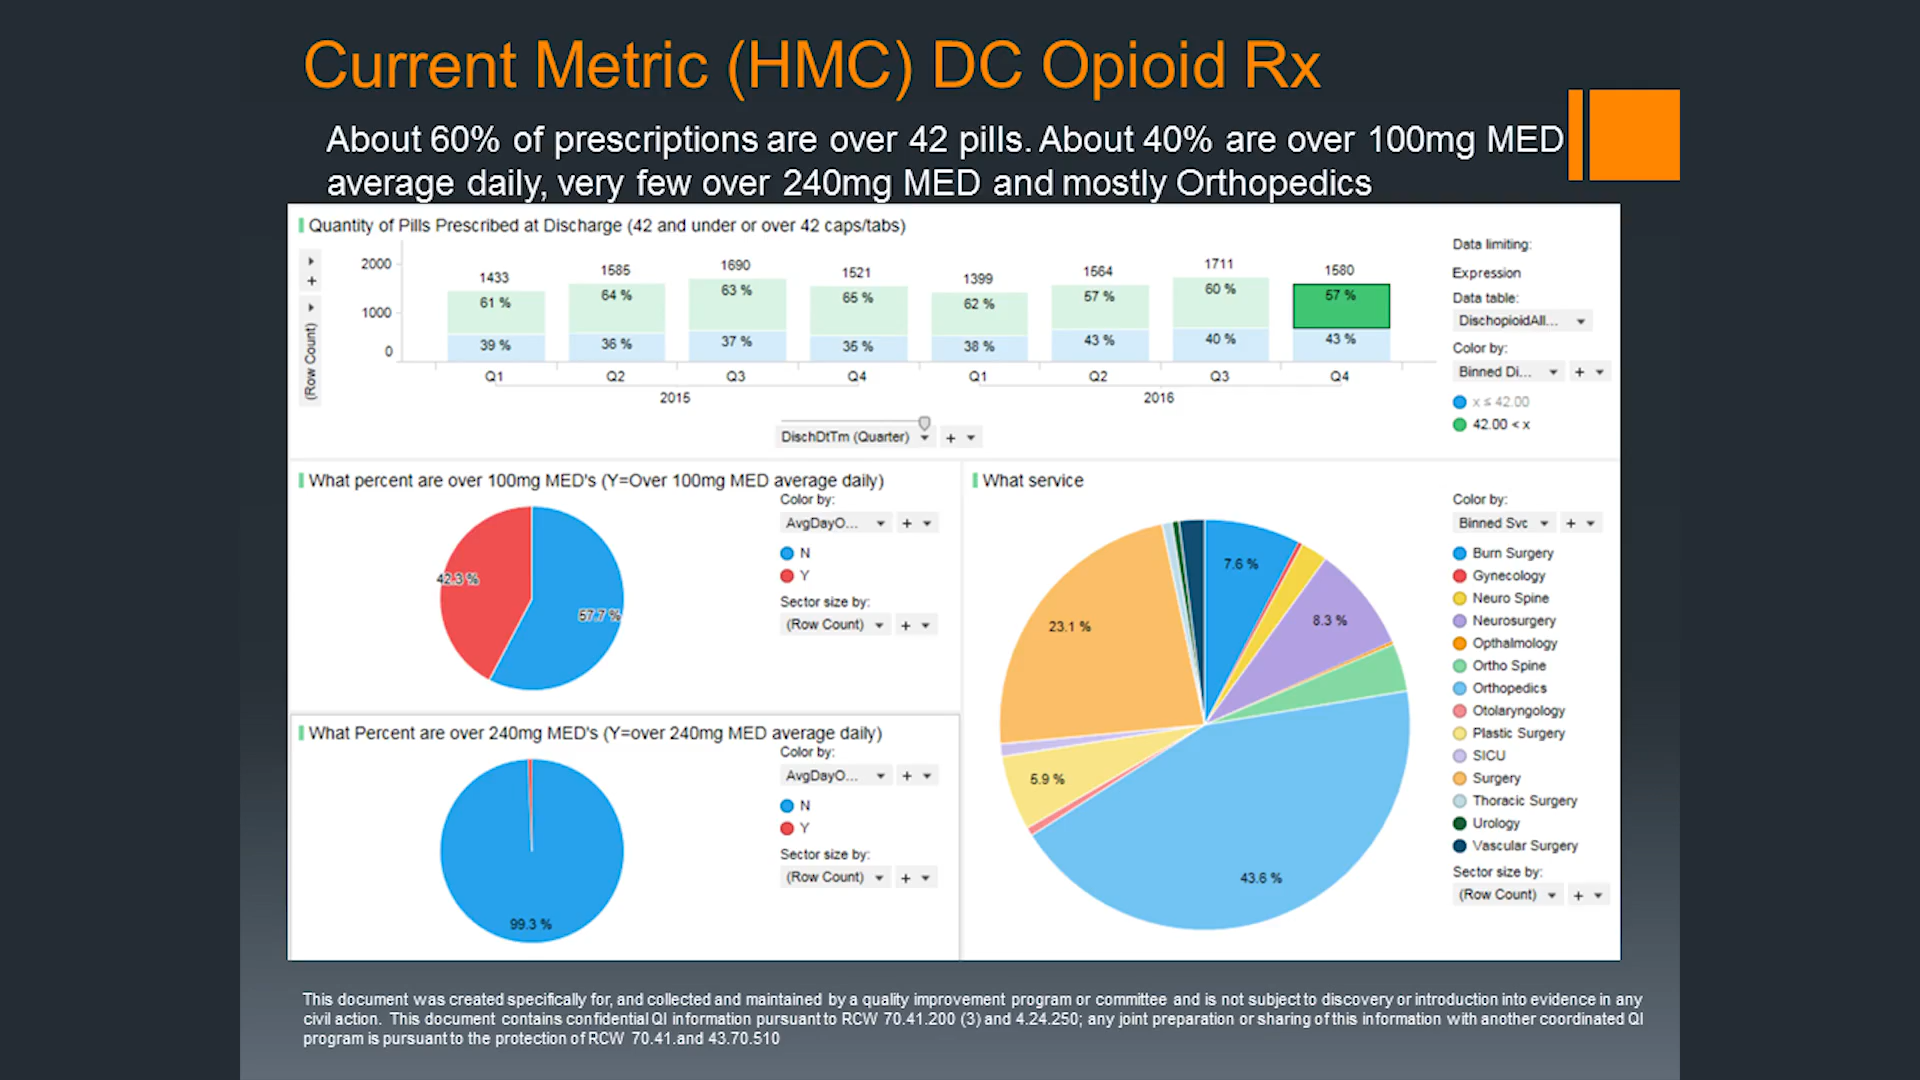 Current Metric (HMC) DC Opioid Rx
About 60% of prescriptions are over 42 pills. About 40% are over 100mg MED
average daily, very few over 240mg MED and mostly Orthopedics
Quantity of Pills Prescribed at Discharge (42 and under or over 42 caps/tabs)
(Row Count)
2000
1000
0
1433
1585
1690
1521
1399
1564
1711
1580
61 %
64 %
63 %
65 %
62 %
57 %
60 %
57 %
39 %
36 %
37 %
35 %
38 %
43 %
40 %
43 %
Q1 Q2 Q3 Q4 Q1 Q2 Q3 Q4
2015 2016
DischDtTm (Quarter) +
Data limiting:
Expression
Data table:
DischopioidAll...
Color by:
Binned Di... +
x ≤ 42.00
42.00 < x
What percent are over 100mg MED's (Y=Over 100mg MED average daily)
42.3 %
57.7 %
Color by:
AvgDayO... +
N
Y
Sector size by:
(Row Count) +
What Percent are over 240mg MED's (Y=over 240mg MED average daily)
99.3 %
Color by:
AvgDayO... +
N
Y
Sector size by:
(Row Count) +
What service
7.6 %
8.3 %
23.1 %
5.9 %
43.6 %
Color by:
Binned Svc +
Burn Surgery
Gynecology
Neuro Spine
Neurosurgery
Opthalmology
Ortho Spine
Orthopedics
Otolaryngology
Plastic Surgery
SICU
Surgery
Thoracic Surgery
Urology
Vascular Surgery
Sector size by:
(Row Count) +
This document was created specifically for, and collected and maintained by a quality improvement program or committee and is not subject to discovery or introduction into evidence in any
civil action. This document contains confidential QI information pursuant to RCW 70.41.200 (3) and 4.24.250; any joint preparation or sharing of this information with another coordinated QI
program is pursuant to the protection of RCW 70.41.and 43.70.510